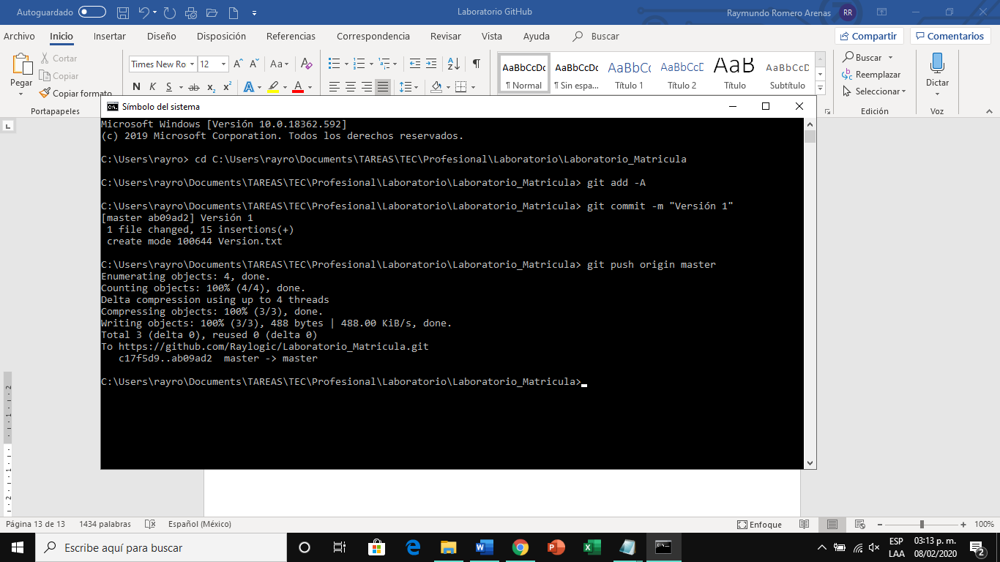 Autoguardado
Laboratorio GitHub
Raymundo Romero Arenas
RR
Archivo Inicio Insertar Diseño Disposición Referencias Correspondencia Revisar Vista Ayuda Buscar
Compartir
Comentarios
Pegar
Cortar
Copiar
Copiar formato
Portapapeles
Times New Ro 12
Aa
N K S ab x₂ x²
A A
AaBbCcDc AaBbCcDc AaBbCc AaBbCcD AaB AaBbCcD
¶ Normal ¶ Sin espa... Título 1 Título 2 Título Subtítulo
Buscar
Reemplazar
Seleccionar
Edición
Dictar
Voz
Símbolo del sistema
Microsoft Windows [Versión 10.0.18362.592]
(c) 2019 Microsoft Corporation. Todos los derechos reservados.
C:\Users\rayro> cd C:\Users\rayro\Documents\TAREAS\TEC\Profesional\Laboratorio\Laboratorio_Matricula
C:\Users\rayro\Documents\TAREAS\TEC\Profesional\Laboratorio\Laboratorio_Matricula> git add -A
C:\Users\rayro\Documents\TAREAS\TEC\Profesional\Laboratorio\Laboratorio_Matricula> git commit -m "Versión 1"
[master ab09ad2] Versión 1
1 file changed, 15 insertions(+)
create mode 100644 Version.txt
C:\Users\rayro\Documents\TAREAS\TEC\Profesional\Laboratorio\Laboratorio_Matricula> git push origin master
Enumerating objects: 4, done.
Counting objects: 100% (4/4), done.
Delta compression using up to 4 threads
Compressing objects: 100% (3/3), done.
Writing objects: 100% (3/3), 488 bytes | 488.00 KiB/s, done.
Total 3 (delta 0), reused 0 (delta 0)
To https://github.com/Raylogic/Laboratorio_Matricula.git
c17f5d9..ab09ad2  master -> master
C:\Users\rayro\Documents\TAREAS\TEC\Profesional\Laboratorio\Laboratorio_Matricula>
2
1
1
2
Página 13 de 13 1434 palabras Español (México)
Enfoque
100%
Escribe aquí para buscar
ESP
LAA
03:13 p. m.
08/02/2020
2